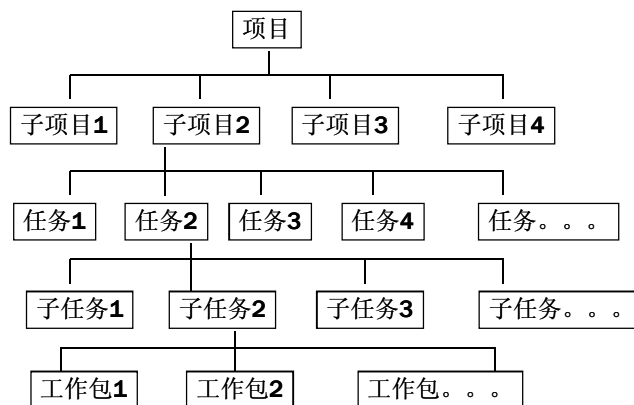 项目
子项目1 子项目2 子项目3 子项目4
任务1 任务2 任务3 任务4 任务。。。
子任务1 子任务2 子任务3 子任务。。。
工作包1 工作包2 工作包。。。